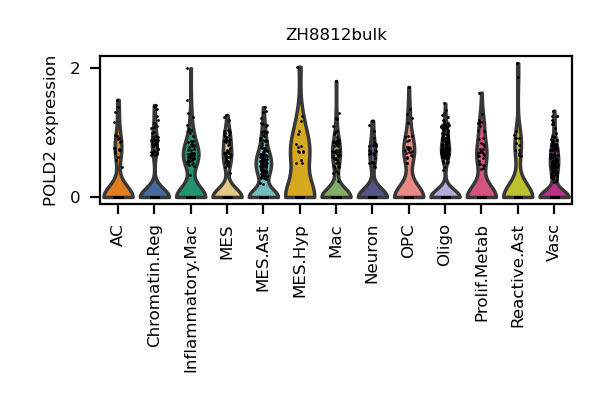 ZH8812bulk
POLD2 expression
2
0
AC
Chromatin.Reg
Inflammatory.Mac
MES
MES.Ast
MES.Hyp
Mac
Neuron
OPC
Oligo
Prolif.Metab
Reactive.Ast
Vasc